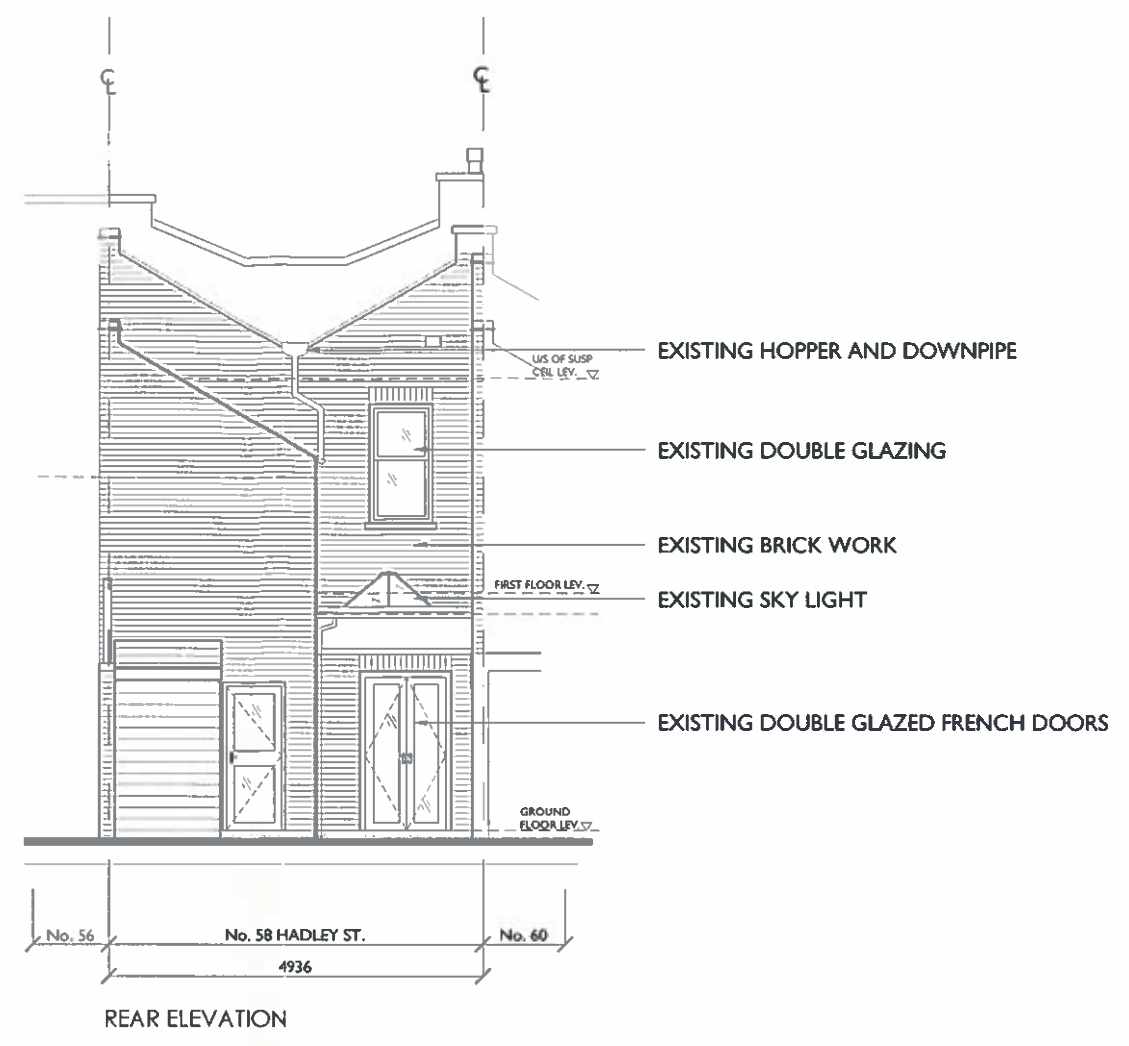 ℄ ℄
EXISTING HOPPER AND DOWNPIPE
U/S OF SUSP
CEIL LEV.
EXISTING DOUBLE GLAZING
EXISTING BRICK WORK
FIRST FLOOR LEV.
EXISTING SKY LIGHT
EXISTING DOUBLE GLAZED FRENCH DOORS
GROUND
FLOOR LEV.
No. 56 No. 58 HADLEY ST. No. 60
4936
REAR ELEVATION